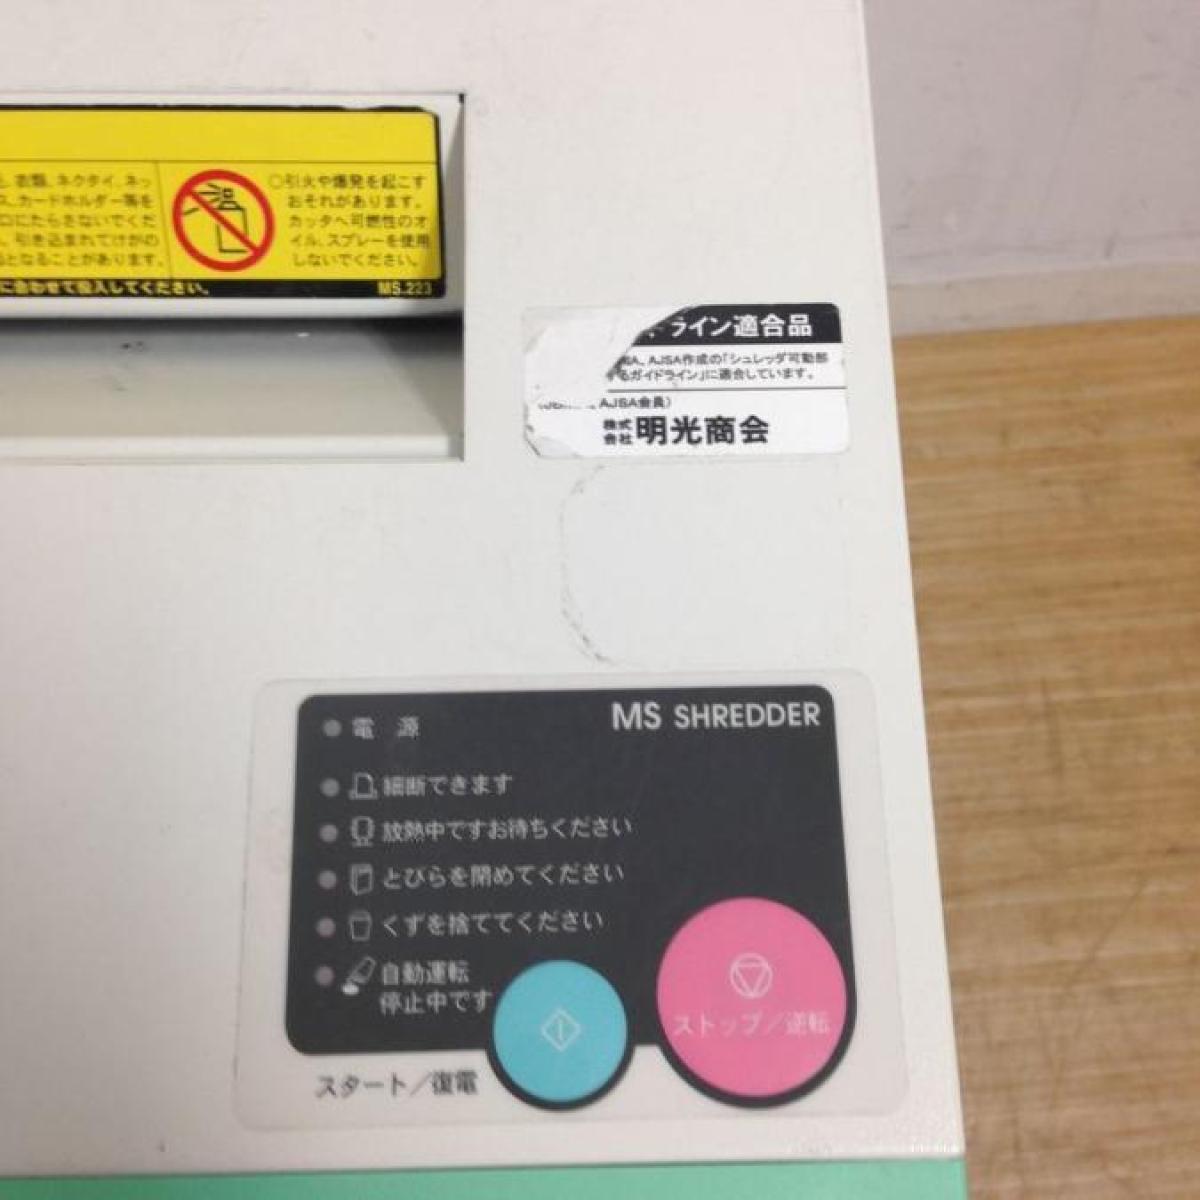 衣類、ネクタイ、ネッ
ス、カードホルダー等を
口にたらさないでくだ
、引き込まれてけがの
となることがあります。
○引火や爆発を起こす
おそれがあります。
カッタへ可燃性のオ
イル、スプレーを使用
しないでください。
に合わせて投入してください。
MS.223
ドライン適合品
MA、AJSA作成の「シュレッダ可動部
するガイドライン」に適合しています。
AJSA会員)
株式会社 明光商会
MS SHREDDER
電 源
細断できます
放熱中ですお待ちください
とびらを閉めてください
くずを捨ててください
自動運転
停止中です
ストップ／逆転
スタート／復電